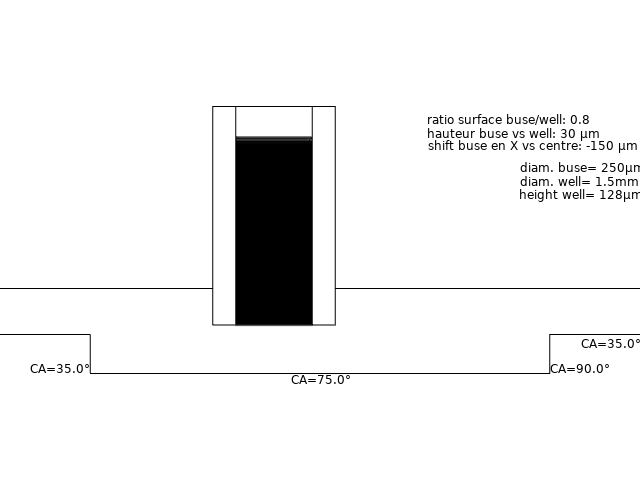 ratio surface buse/well: 0.8
hauteur buse vs well: 30 µm
shift buse en X vs centre: -150 µm
diam. buse= 250µm
diam. well= 1.5mm
height well= 128µm
CA=35.0°
CA=35.0°
CA=90.0°
CA=75.0°